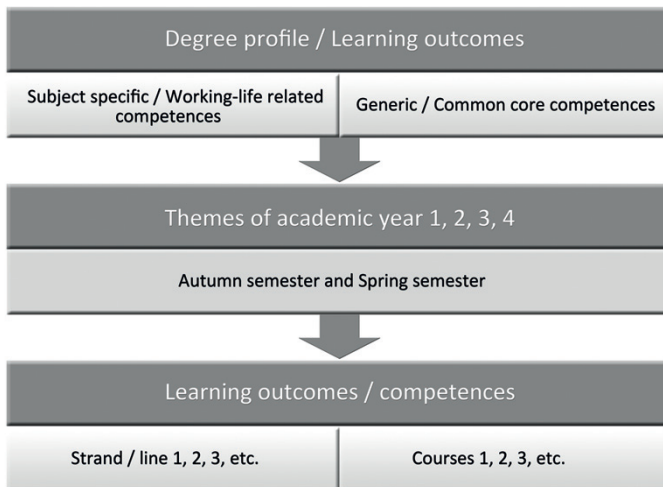 Degree profile / Learning outcomes
Subject specific / Working-life related
competences
Generic / Common core competences
Themes of academic year 1, 2, 3, 4
Autumn semester and Spring semester
Learning outcomes / competences
Strand / line 1, 2, 3, etc.
Courses 1, 2, 3, etc.